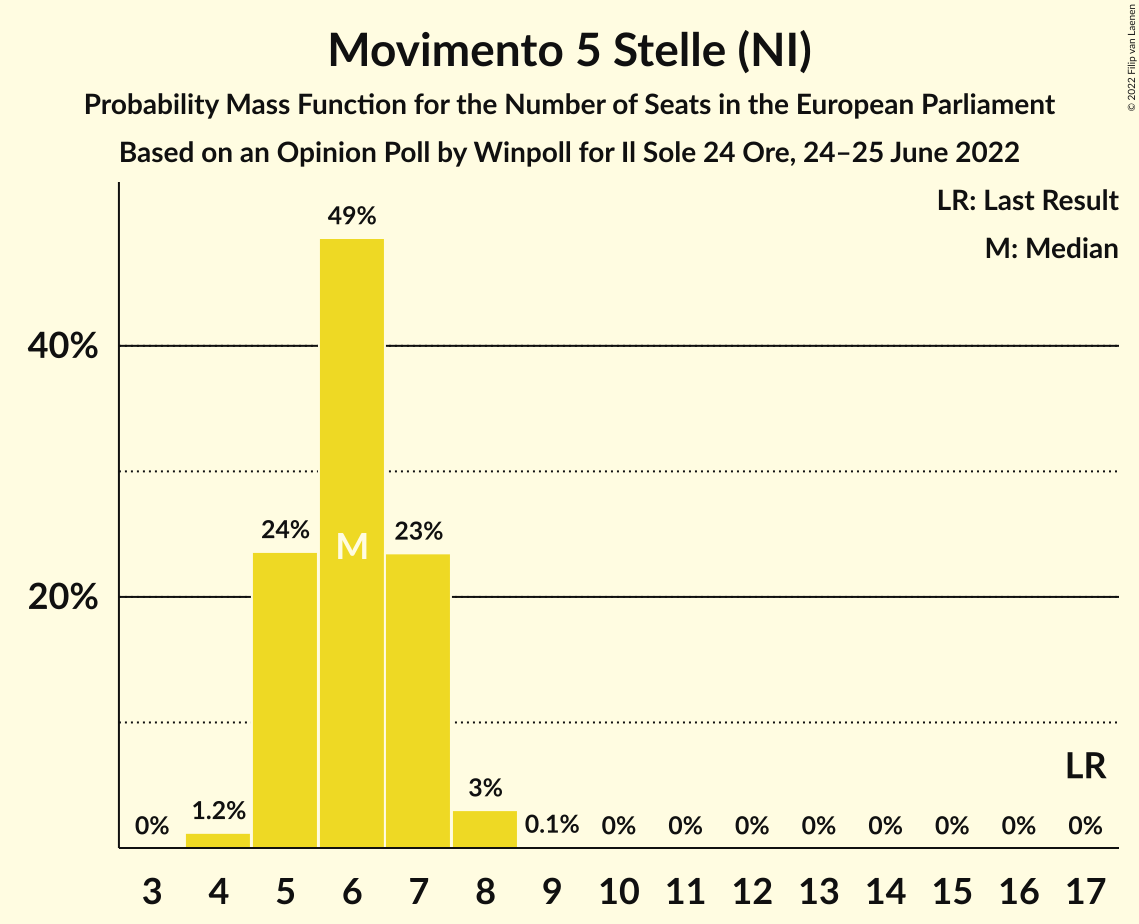 Movimento 5 Stelle (NI)
Probability Mass Function for the Number of Seats in the European Parliament
Based on an Opinion Poll by Winpoll for Il Sole 24 Ore, 24–25 June 2022
© 2022 Filip van Laenen
LR: Last Result
M: Median
49%
40%
24%
M
23%
20%
LR
3%
0%
1.2%
0.1%
0%
0%
0%
0%
0%
0%
0%
0%
3 4 5 6 7 8 9 10 11 12 13 14 15 16 17